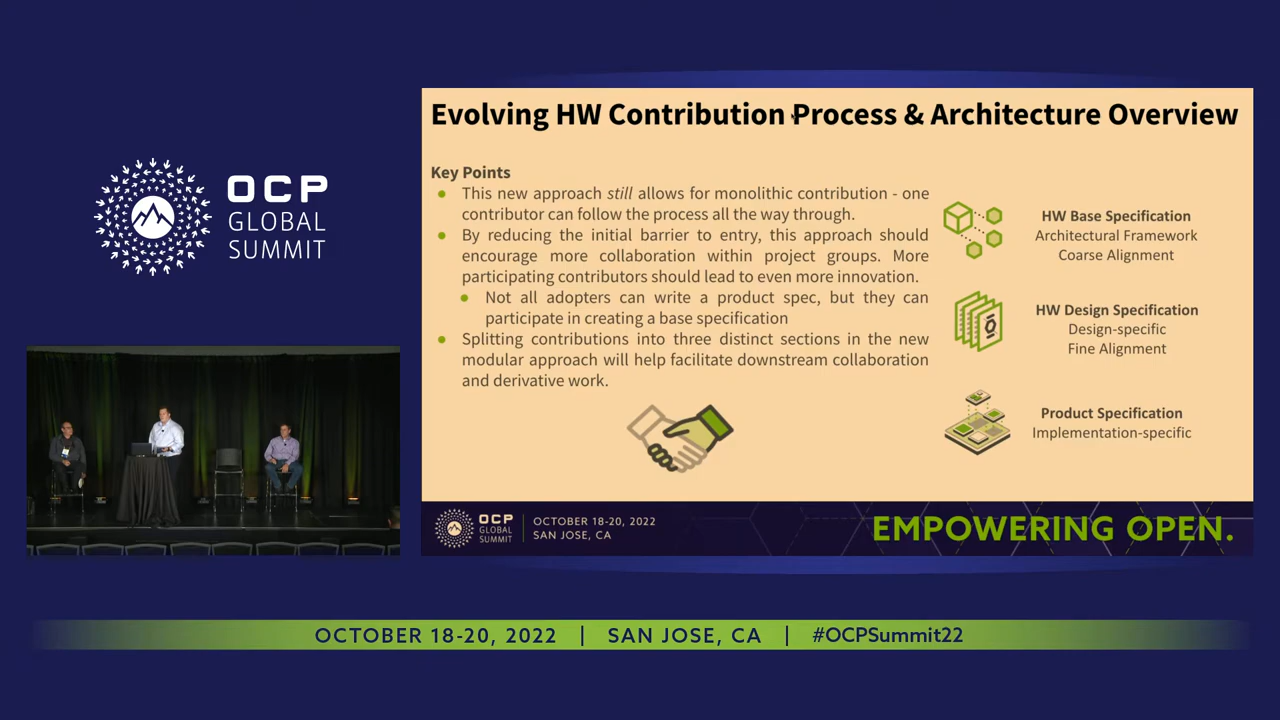 OCP
GLOBAL
SUMMIT
Evolving HW Contribution Process & Architecture Overview
Key Points
● This new approach still allows for monolithic contribution - one
contributor can follow the process all the way through.
● By reducing the initial barrier to entry, this approach should
encourage more collaboration within project groups. More
participating contributors should lead to even more innovation.
● Not all adopters can write a product spec, but they can
participate in creating a base specification
● Splitting contributions into three distinct sections in the new
modular approach will help facilitate downstream collaboration
and derivative work.
HW Base Specification
Architectural Framework
Coarse Alignment
HW Design Specification
Design-specific
Fine Alignment
Product Specification
Implementation-specific
OCP
GLOBAL
SUMMIT
OCTOBER 18-20, 2022
SAN JOSE, CA
EMPOWERING OPEN.
OCTOBER 18-20, 2022 | SAN JOSE, CA | #OCPSummit22